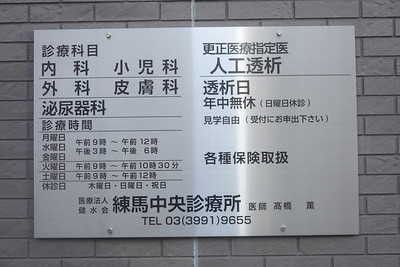 診療科目
内科 小児科
外科 皮膚科
泌尿器科
診療時間
月曜日
水曜日 午前9時～午前12時
金曜日 午後3時～午後 6時
火曜日 午前9時～午前10時30分
土曜日 午前9時～午前12時
休診日 木曜日・日曜日・祝日
更正医療指定医
人工透析
透析日
年中無休(日曜日休診)
見学自由(受付にお申出下さい)
各種保険取扱
医療法人
健水会 練馬中央診療所 医師 髙橋 薫
TEL 03(3991)9655